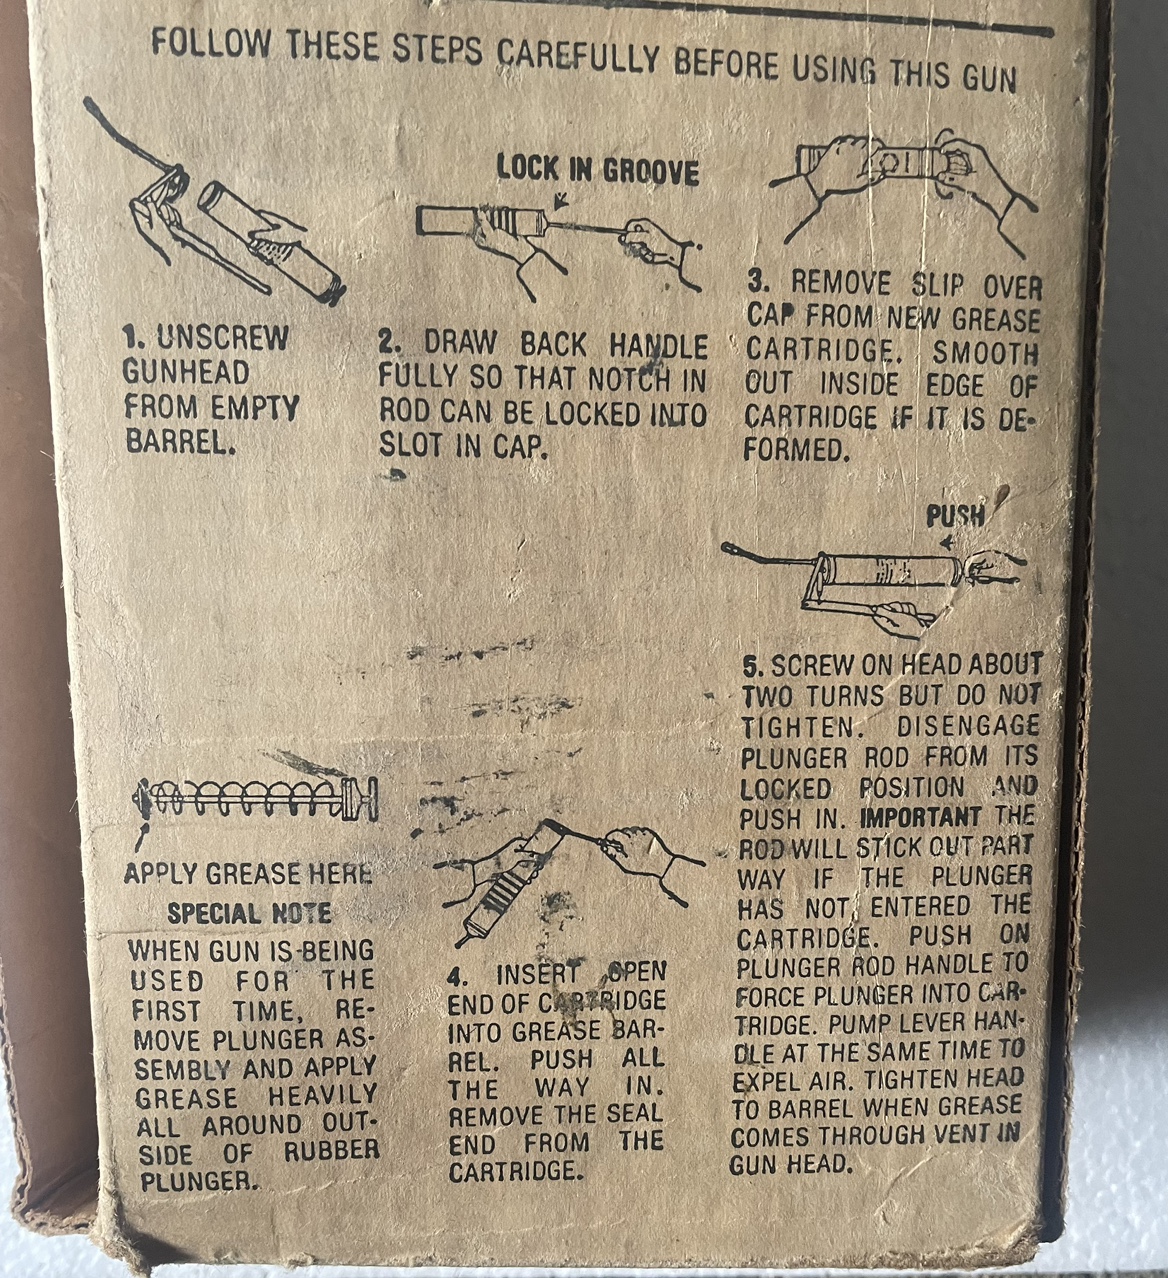 FOLLOW THESE STEPS CAREFULLY BEFORE USING THIS GUN
1. UNSCREW
GUNHEAD
FROM EMPTY
BARREL.
LOCK IN GROOVE
2. DRAW BACK HANDLE
FULLY SO THAT NOTCH IN
ROD CAN BE LOCKED INTO
SLOT IN CAP.
3. REMOVE SLIP OVER
CAP FROM NEW GREASE
CARTRIDGE. SMOOTH
OUT INSIDE EDGE OF
CARTRIDGE IF IT IS DE-
FORMED.
APPLY GREASE HERE
SPECIAL NOTE
WHEN GUN IS BEING
USED FOR THE
FIRST TIME, RE-
MOVE PLUNGER AS-
SEMBLY AND APPLY
GREASE HEAVILY
ALL AROUND OUT-
SIDE OF RUBBER
PLUNGER.
4. INSERT OPEN
END OF CARTRIDGE
INTO GREASE BAR-
REL. PUSH ALL
THE WAY IN.
REMOVE THE SEAL
END FROM THE
CARTRIDGE.
PUSH
5. SCREW ON HEAD ABOUT
TWO TURNS BUT DO NOT
TIGHTEN. DISENGAGE
PLUNGER ROD FROM ITS
LOCKED POSITION AND
PUSH IN. IMPORTANT THE
ROD WILL STICK OUT PART
WAY IF THE PLUNGER
HAS NOT ENTERED THE
CARTRIDGE. PUSH ON
PLUNGER ROD HANDLE TO
FORCE PLUNGER INTO CAR-
TRIDGE. PUMP LEVER HAN-
DLE AT THE SAME TIME TO
EXPEL AIR. TIGHTEN HEAD
TO BARREL WHEN GREASE
COMES THROUGH VENT IN
GUN HEAD.